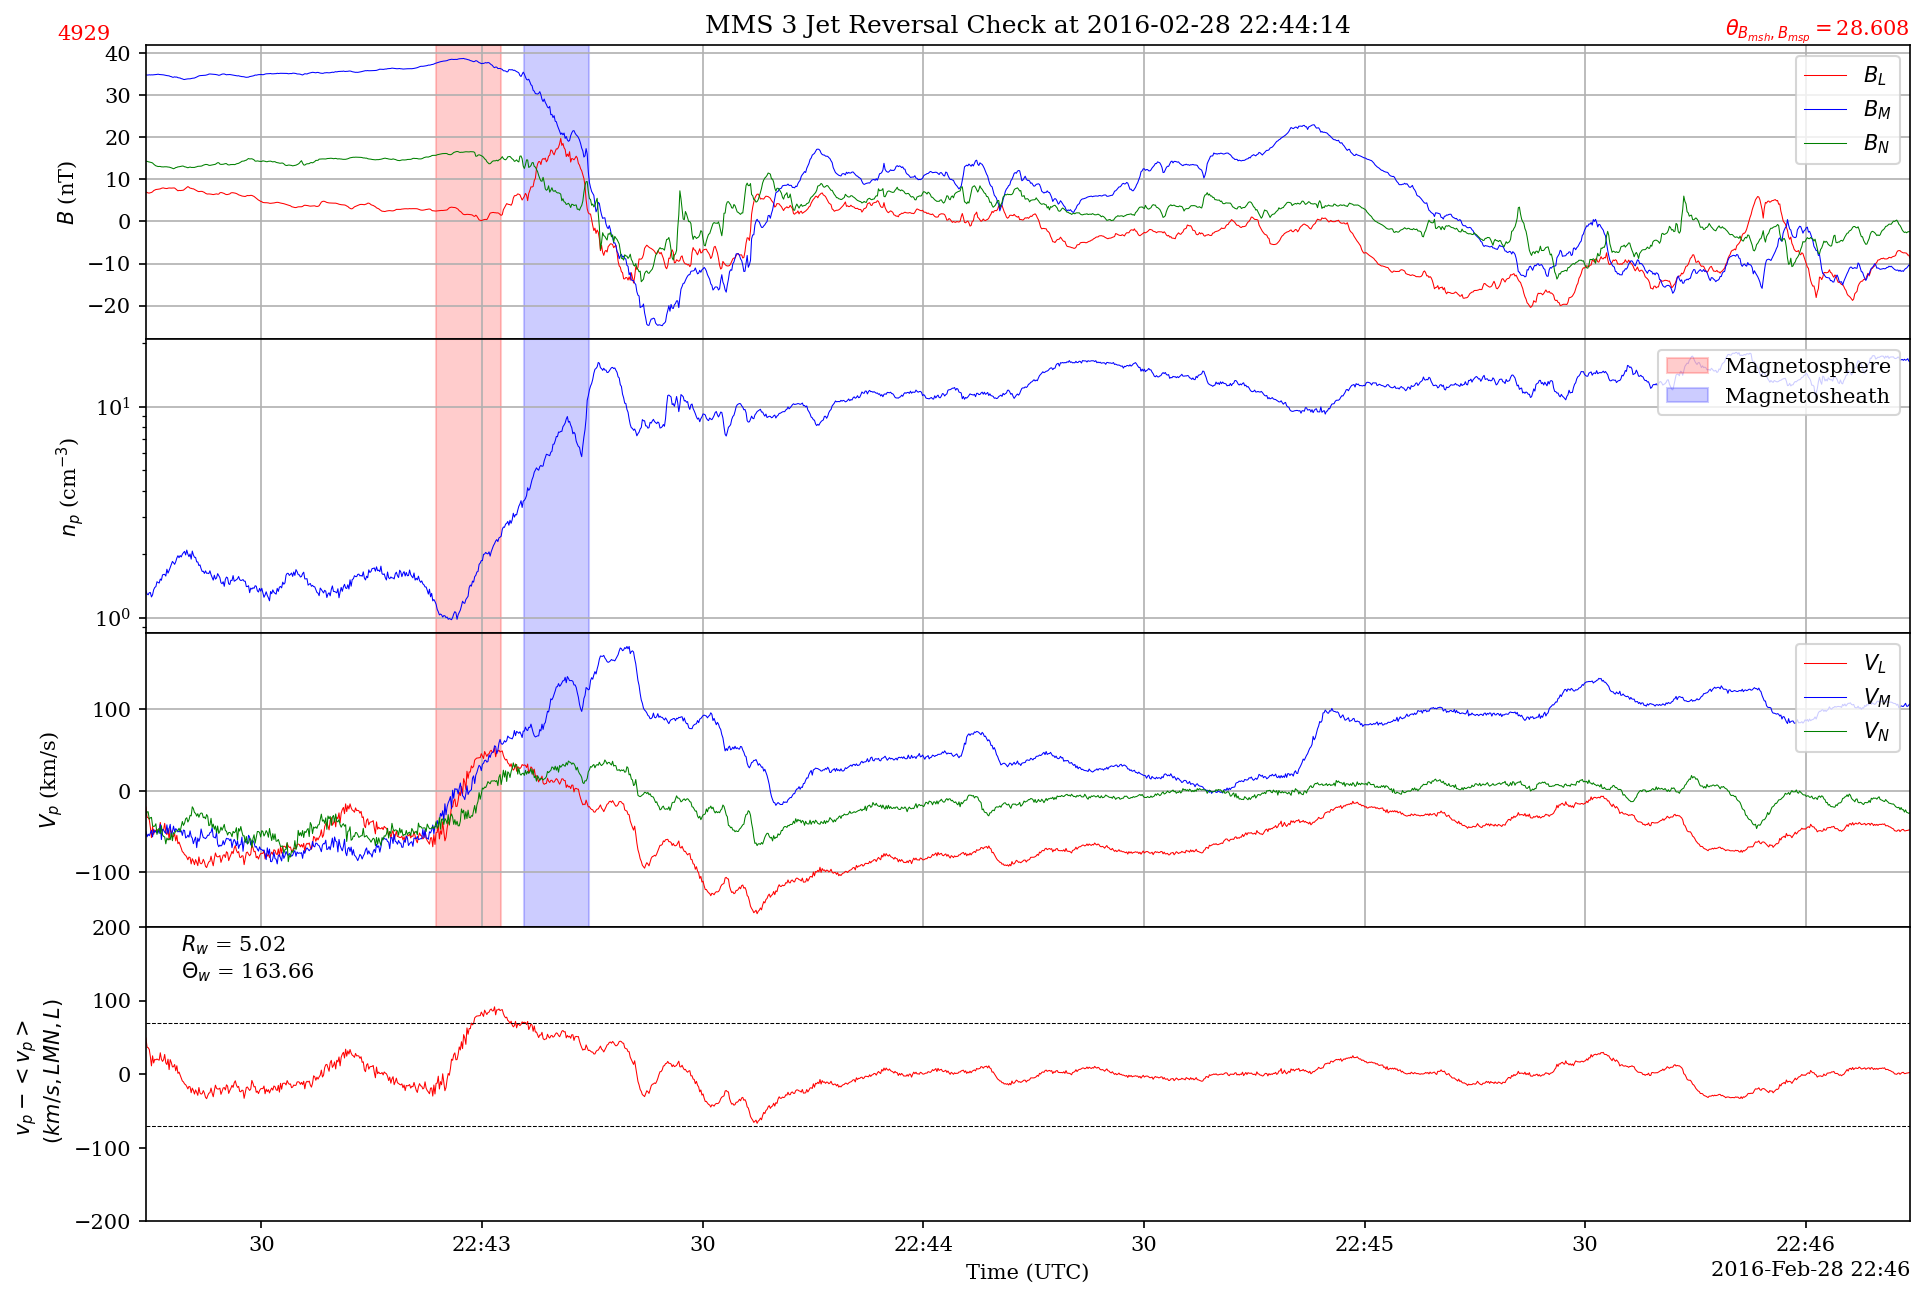 4929
MMS 3 Jet Reversal Check at 2016-02-28 22:44:14
θ_{B_{msh}, B_{msp}} = 28.608
40
30
20
10
0
−10
−20
B (nT)
B_L
B_M
B_N
10^1
10^0
n_p (cm^{−3})
Magnetosphere
Magnetosheath
100
0
−100
V_p (km/s)
V_L
V_M
V_N
200
100
0
−100
−200
v_p − < v_p >
(km/s, LMN, L)
R_w = 5.02
Θ_w = 163.66
30
22:43
30
22:44
30
22:45
30
22:46
Time (UTC)
2016-Feb-28 22:46